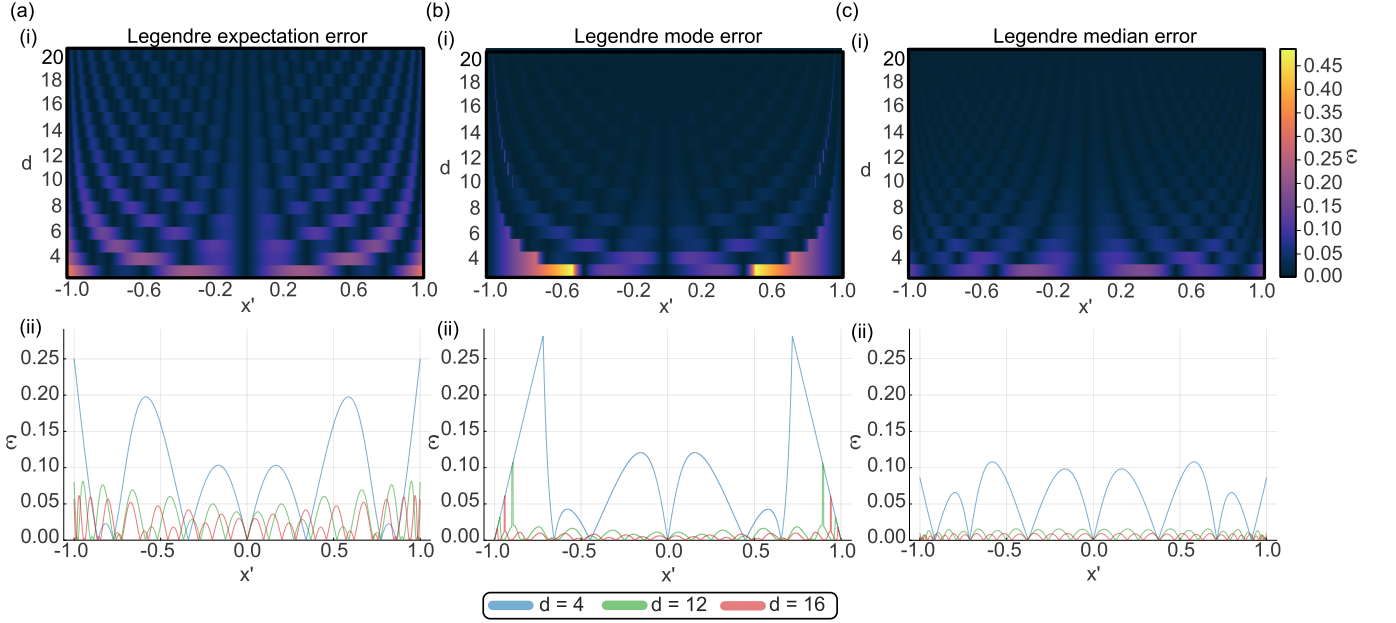 (a)
(b)
(c)
(i) Legendre expectation error
(i) Legendre mode error
(i) Legendre median error
20
18
16
14
12
10
8
6
4
d
-1.0 -0.6 -0.2 0.2 0.6 1.0
x'
20
18
16
14
12
10
8
6
4
d
-1.0 -0.6 -0.2 0.2 0.6 1.0
x'
20
18
16
14
12
10
8
6
4
-1.0 -0.6 -0.2 0.2 0.6 1.0
x'
0.45
0.40
0.35
0.30
0.25
0.20
0.15
0.10
0.05
0.00
ε
(ii)
0.25
0.20
0.15
0.10
0.05
0.00
ε
-1.0 -0.5 0.0 0.5 1.0
x'
(ii)
0.25
0.20
0.15
0.10
0.05
0.00
ε
-1.0 -0.5 0.0 0.5 1.0
x'
(ii)
0.25
0.20
0.15
0.10
0.05
0.00
ε
-1.0 -0.5 0.0 0.5 1.0
x'
d = 4 d = 12 d = 16